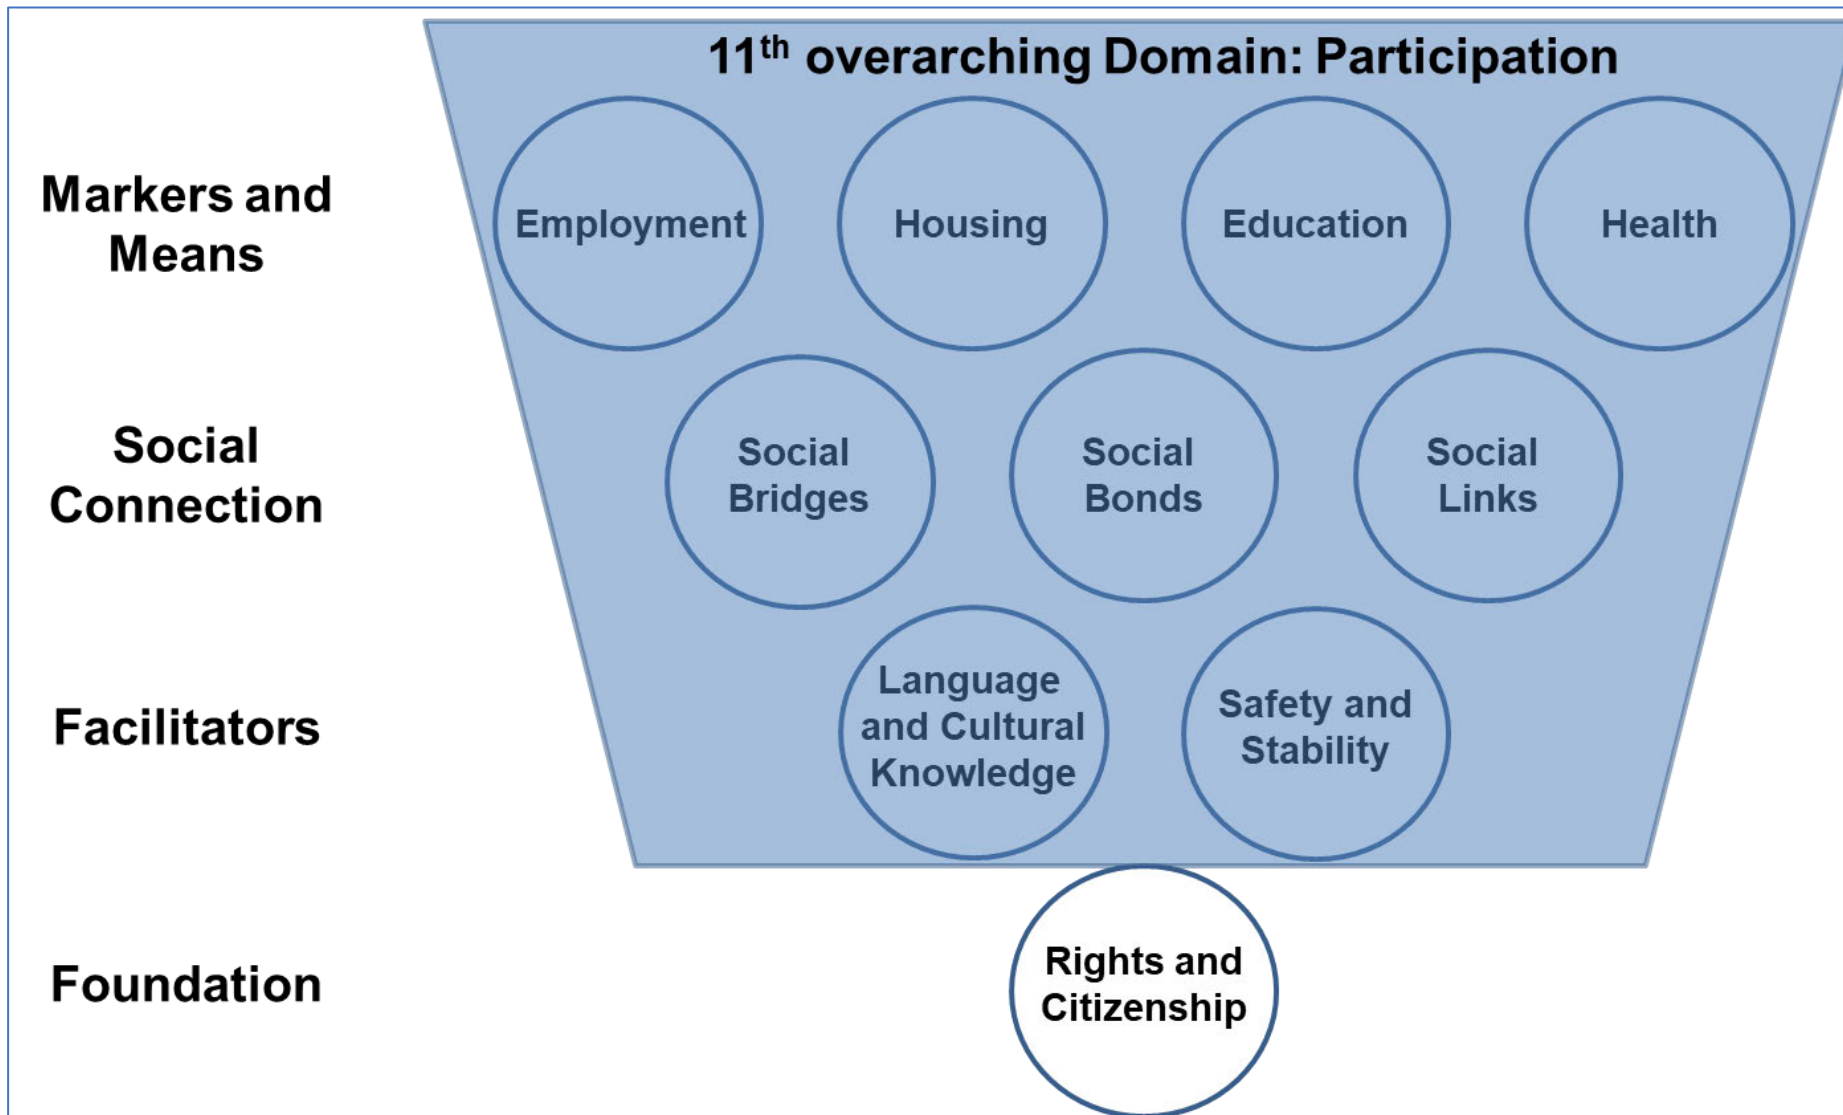 11th overarching Domain: Participation
Markers and
Means
Employment
Housing
Education
Health
Social
Connection
Social
Bridges
Social
Bonds
Social
Links
Facilitators
Language
and Cultural
Knowledge
Safety and
Stability
Foundation
Rights and
Citizenship